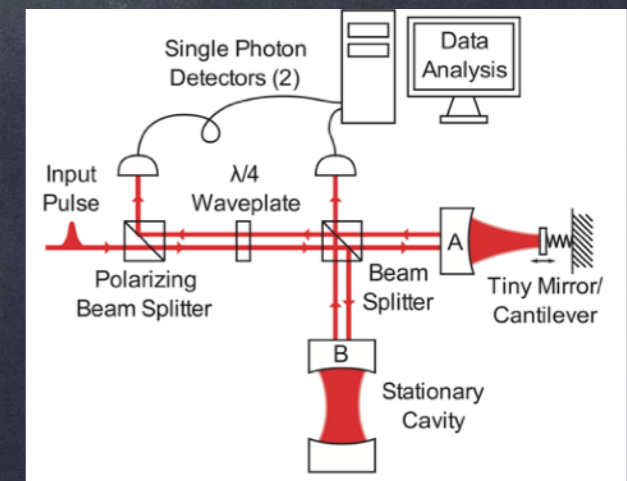 Single Photon
Detectors (2)
Data
Analysis
Input
Pulse
λ/4
Waveplate
A
Polarizing
Beam Splitter
Beam
Splitter
Tiny Mirror/
Cantilever
B
Stationary
Cavity